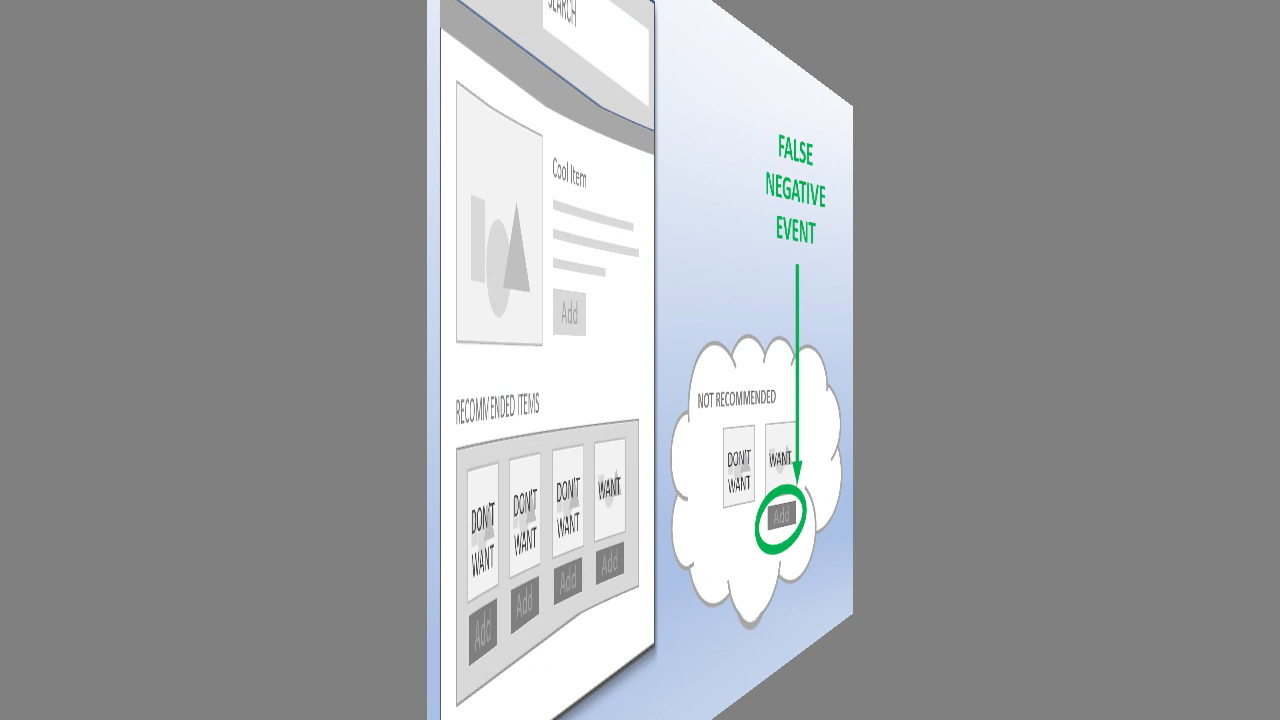 SEARCH
Cool Item
Add
RECOMMENDED ITEMS
DON'T
WANT
DON'T
WANT
DON'T
WANT
WANT
Add
Add
Add
Add
FALSE
NEGATIVE
EVENT
NOT RECOMMENDED
DON'T
WANT
WANT
Add